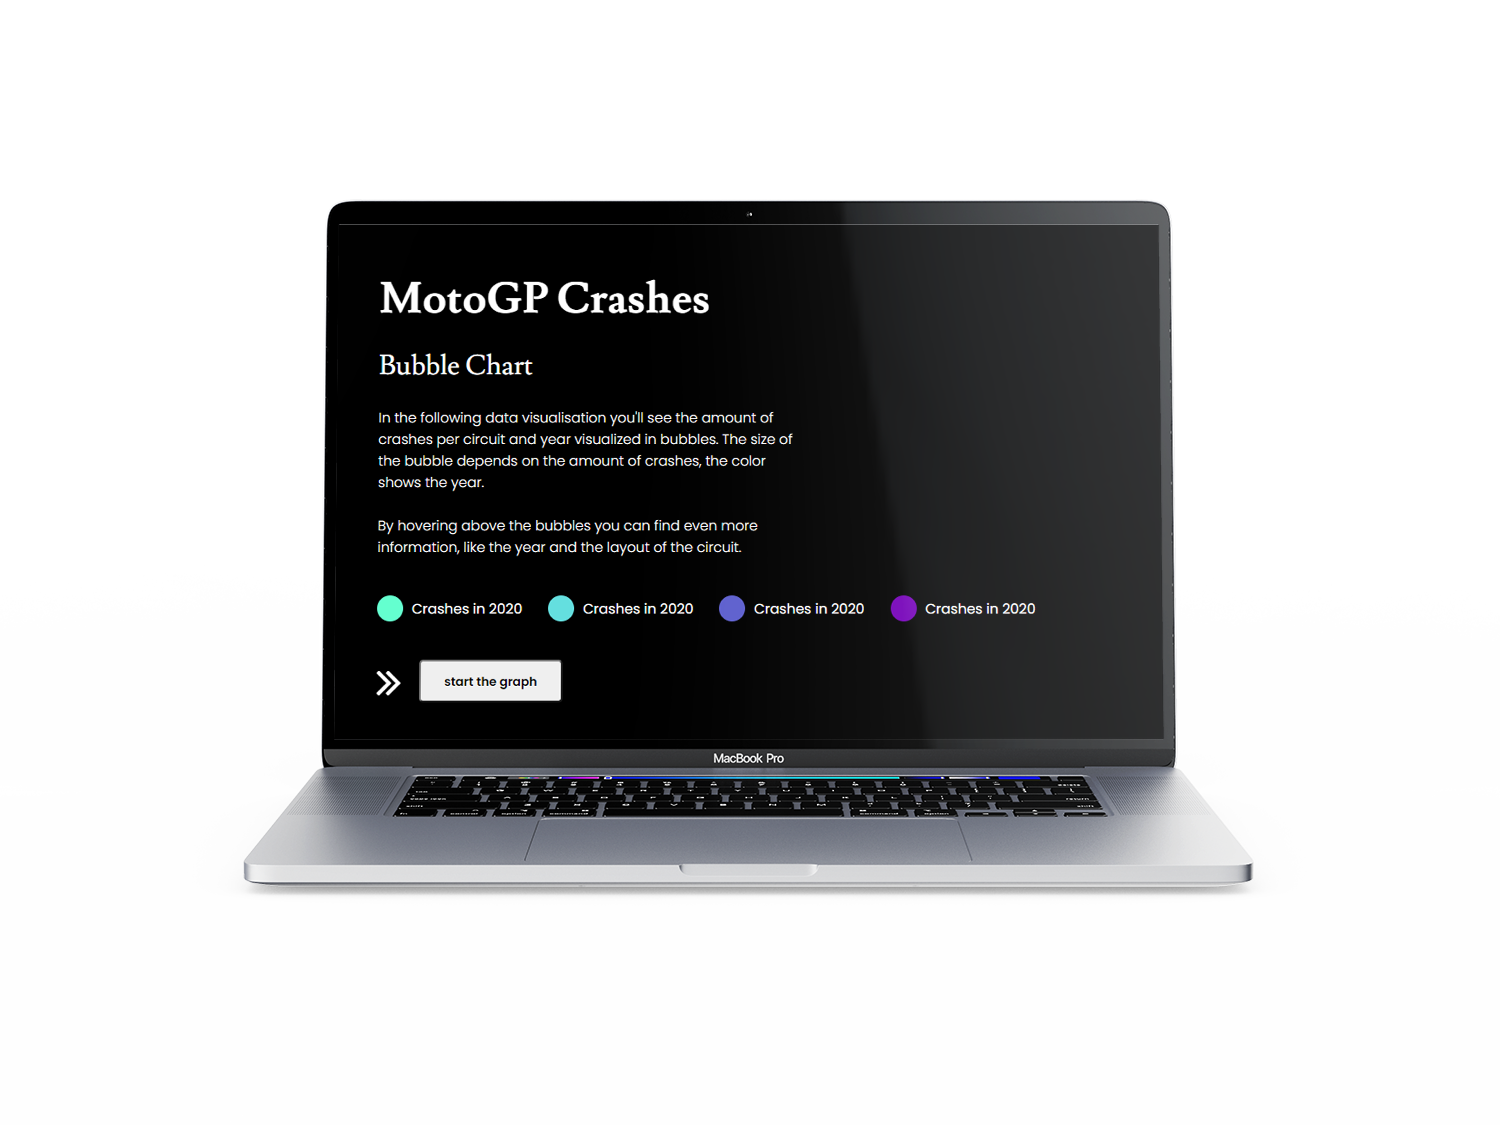 MotoGP Crashes
Bubble Chart
In the following data visualisation you'll see the amount of
crashes per circuit and year visualized in bubbles. The size of
the bubble depends on the amount of crashes, the color
shows the year.
By hovering above the bubbles you can find even more
information, like the year and the layout of the circuit.
Crashes in 2020 Crashes in 2020 Crashes in 2020 Crashes in 2020
start the graph
MacBook Pro